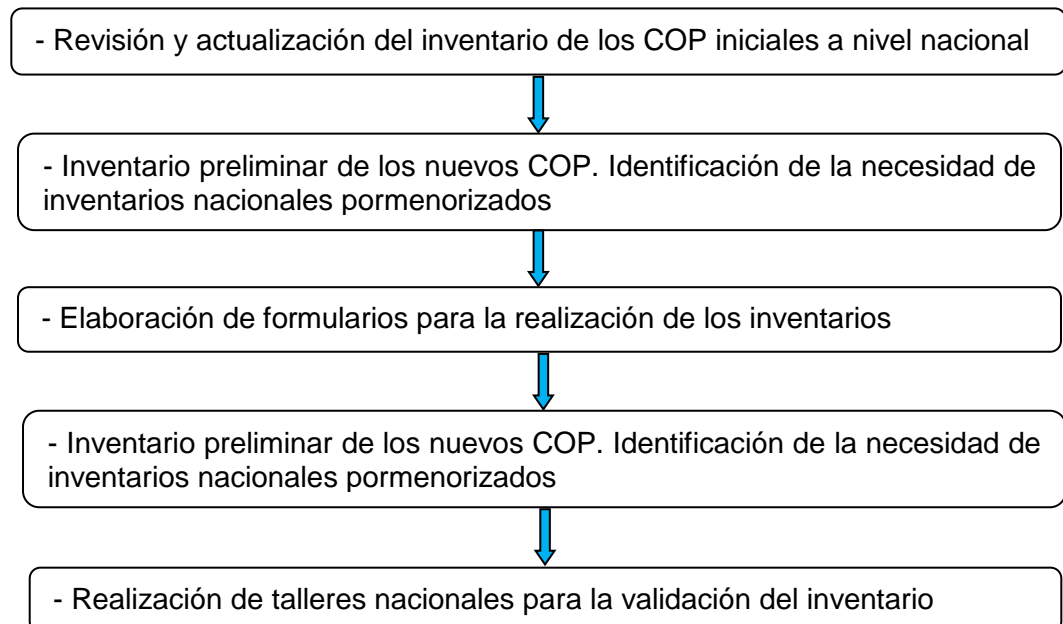 - Revisión y actualización del inventario de los COP iniciales a nivel nacional
- Inventario preliminar de los nuevos COP. Identificación de la necesidad de
inventarios nacionales pormenorizados
- Elaboración de formularios para la realización de los inventarios
- Inventario preliminar de los nuevos COP. Identificación de la necesidad de
inventarios nacionales pormenorizados
- Realización de talleres nacionales para la validación del inventario